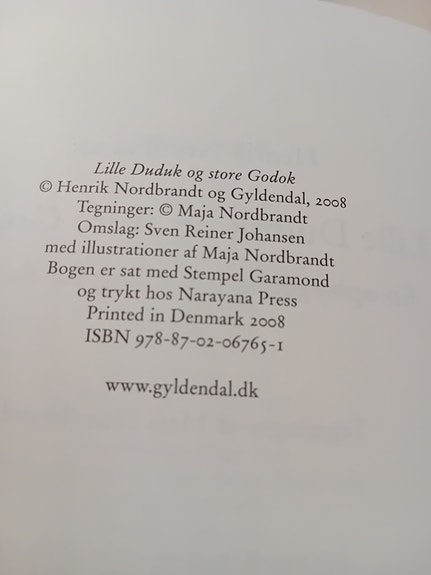 Lille Duduk og store Godok
© Henrik Nordbrandt og Gyldendal, 2008
Tegninger: © Maja Nordbrandt
Omslag: Sven Reiner Johansen
med illustrationer af Maja Nordbrandt
Bogen er sat med Stempel Garamond
og trykt hos Narayana Press
Printed in Denmark 2008
ISBN 978-87-02-06765-1
www.gyldendal.dk